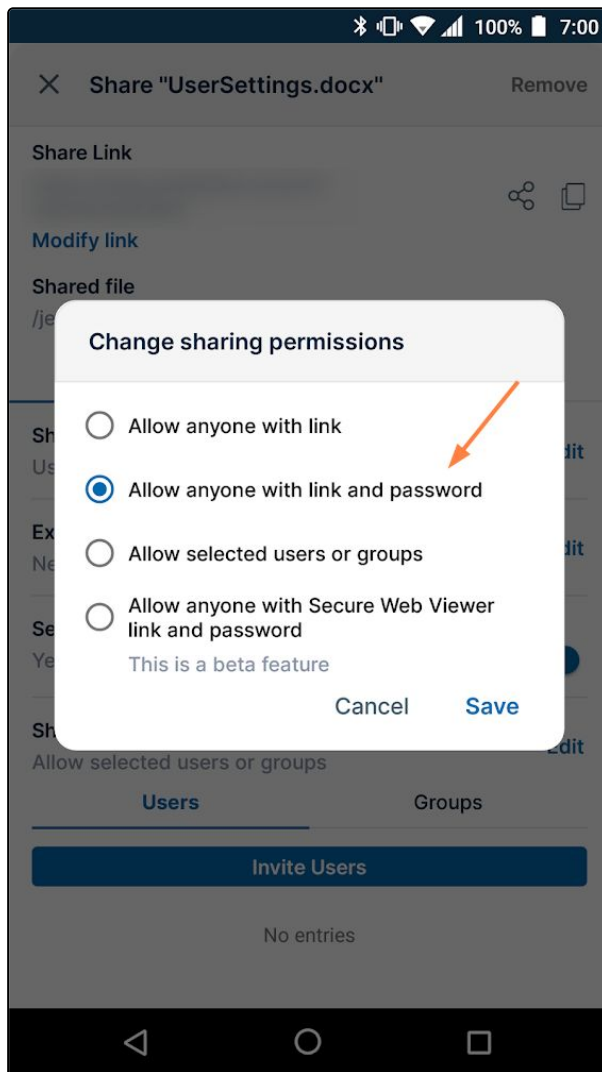 100% 7:00
Share "UserSettings.docx" Remove
Share Link
Modify link
Shared file
/je
Change sharing permissions
Allow anyone with link
Allow anyone with link and password
Allow selected users or groups
Allow anyone with Secure Web Viewer
link and password
This is a beta feature
Cancel Save
Allow selected users or groups
Users Groups
Invite Users
No entries